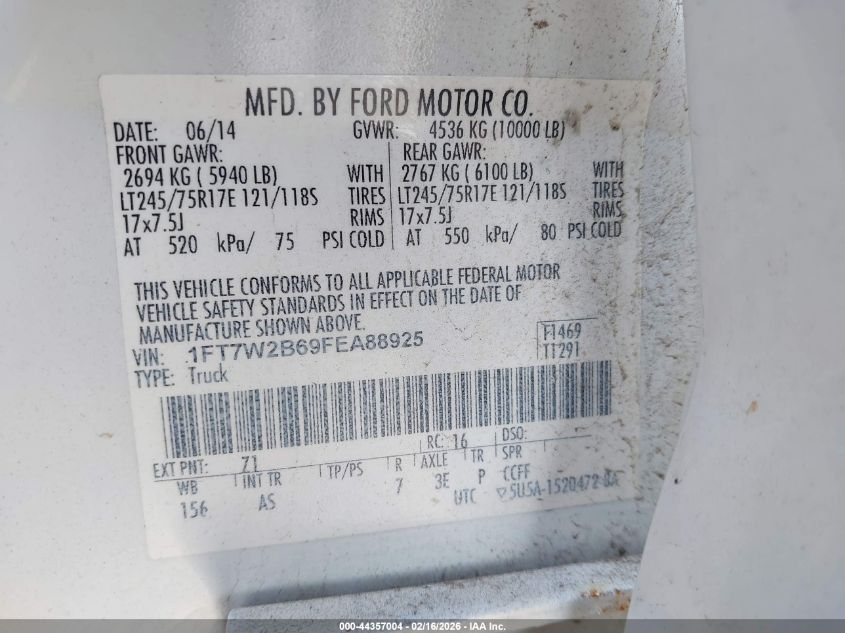 MFD. BY FORD MOTOR CO.
DATE: 06/14 GVWR: 4536 KG (10000 LB)
FRONT GAWR: REAR GAWR:
2694 KG ( 5940 LB) WITH 2767 KG ( 6100 LB) WITH
LT245/75R17E 121/118S TIRES LT245/75R17E 121/118S TIRES
17x7.5J RIMS 17x7.5J RIMS
AT 520 kPa/ 75 PSI COLD AT 550 kPa/ 80 PSI COLD
THIS VEHICLE CONFORMS TO ALL APPLICABLE FEDERAL MOTOR
VEHICLE SAFETY STANDARDS IN EFFECT ON THE DATE OF
MANUFACTURE SHOWN ABOVE.
VIN: 1FT7W2B69FEA88925 F1469
TYPE: Truck T1291
EXT PNT: Z1 RC: 16 DSO:
WB INT TR TP/PS R AXLE TR SPR
156 AS 7 3E P CCFF
UTC
000-44357004 - 02/16/2026 - IAA Inc.